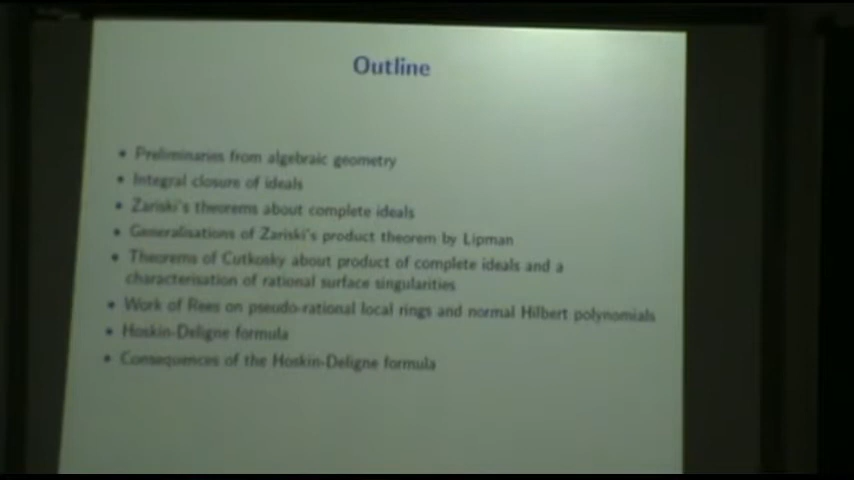 Outline
• Preliminaries from algebraic geometry
• Integral closure of ideals
• Zariski's theorems about complete ideals
• Generalisations of Zariski's product theorem by Lipman
• Theorems of Cutkosky about product of complete ideals and a
characterisation of rational surface singularities
• Work of Rees on pseudo-rational local rings and normal Hilbert polynomials
• Hoskin-Deligne formula
• Consequences of the Hoskin-Deligne formula